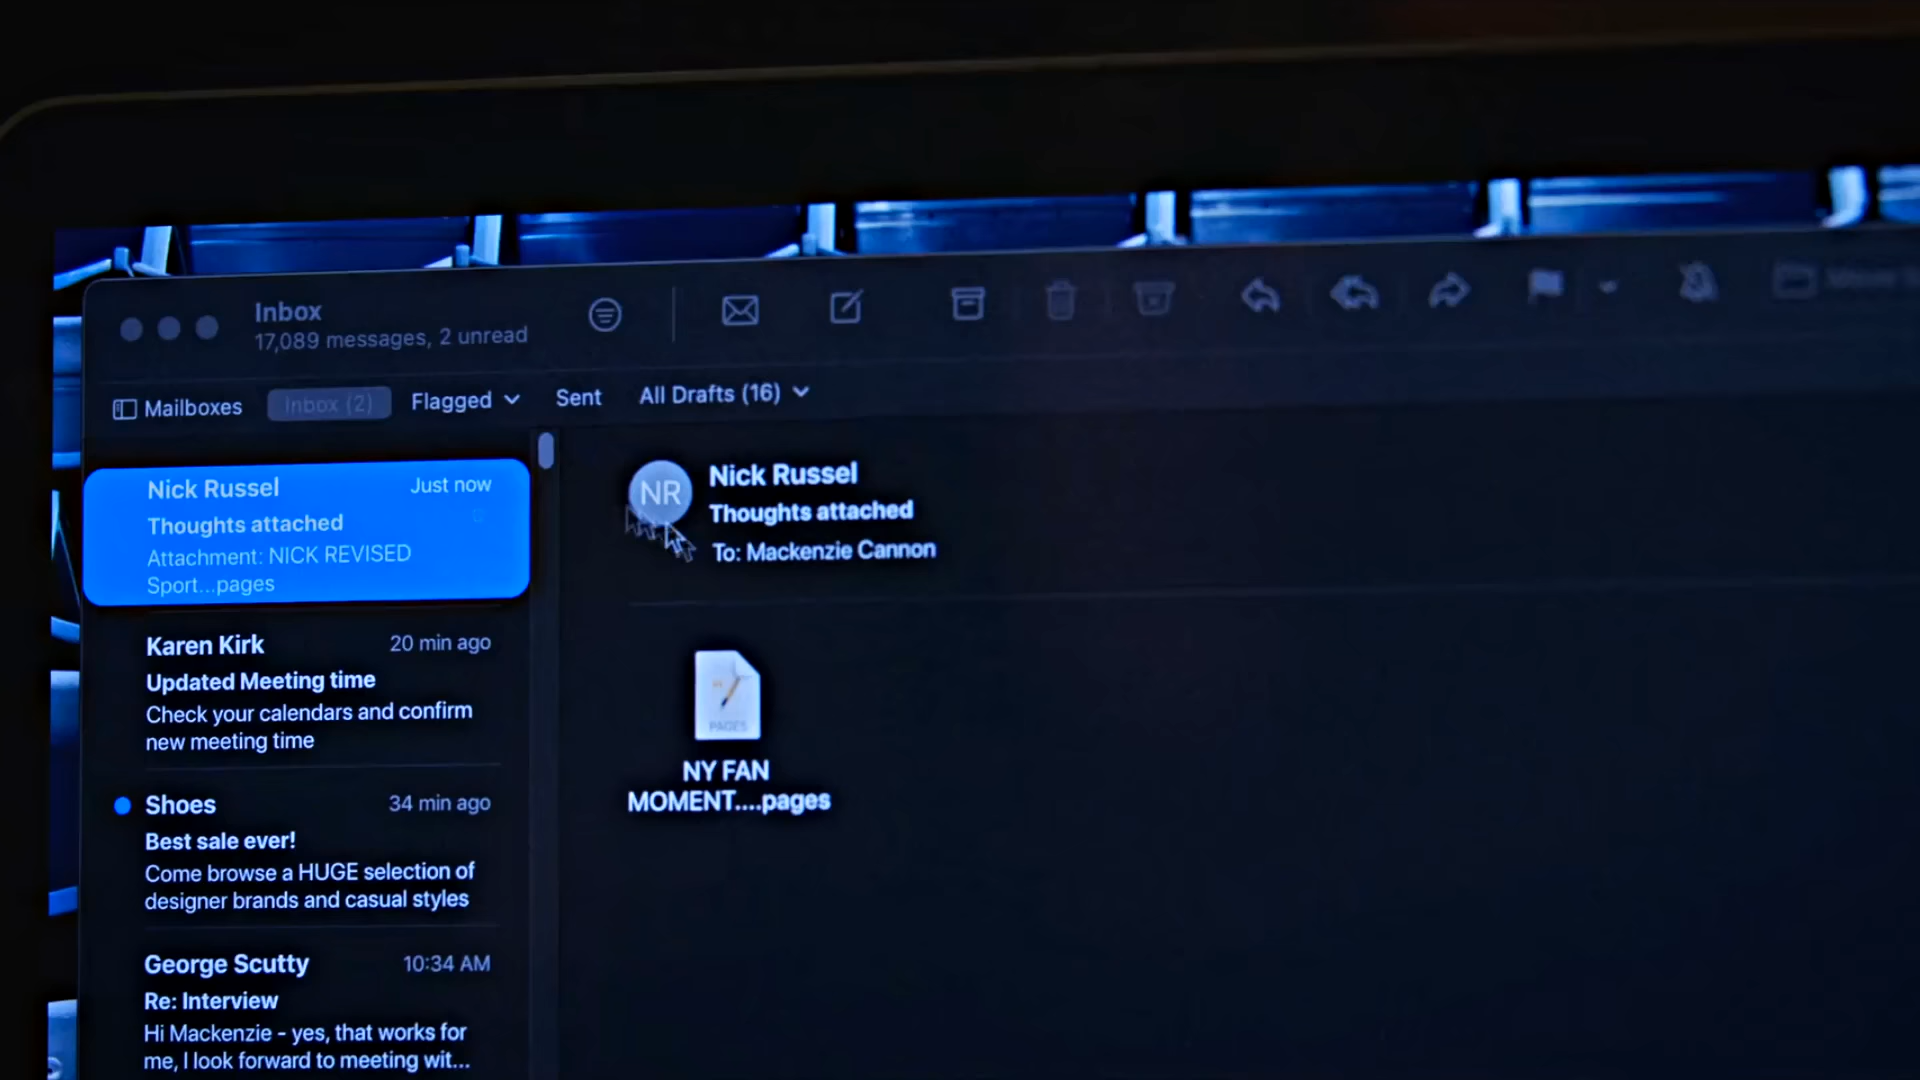 Inbox
17,089 messages, 2 unread
Mailboxes
Inbox (2)
Flagged
Sent
All Drafts (16)
Nick Russel
Just now
Thoughts attached
Attachment: NICK REVISED
Sport...pages
Karen Kirk
20 min ago
Updated Meeting time
Check your calendars and confirm
new meeting time
Shoes
34 min ago
Best sale ever!
Come browse a HUGE selection of
designer brands and casual styles
George Scutty
10:34 AM
Re: Interview
Hi Mackenzie - yes, that works for
me, I look forward to meeting wit...
NR
Nick Russel
Thoughts attached
To: Mackenzie Cannon
PAGES
NY FAN
MOMENT....pages